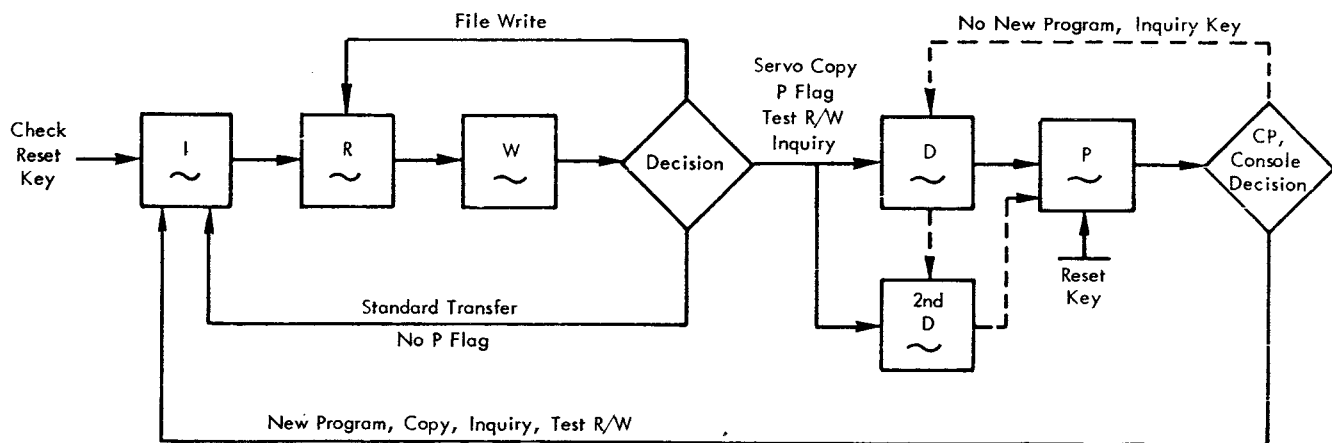 File Write
No New Program, Inquiry Key
Servo Copy
P Flag
Test R/W
Inquiry
Check
Reset
Key
I
~
R
~
W
~
Decision
D
~
P
~
CP,
Console
Decision
Reset
Key
2nd
D
~
Standard Transfer
No P Flag
New Program, Copy, Inquiry, Test R/W